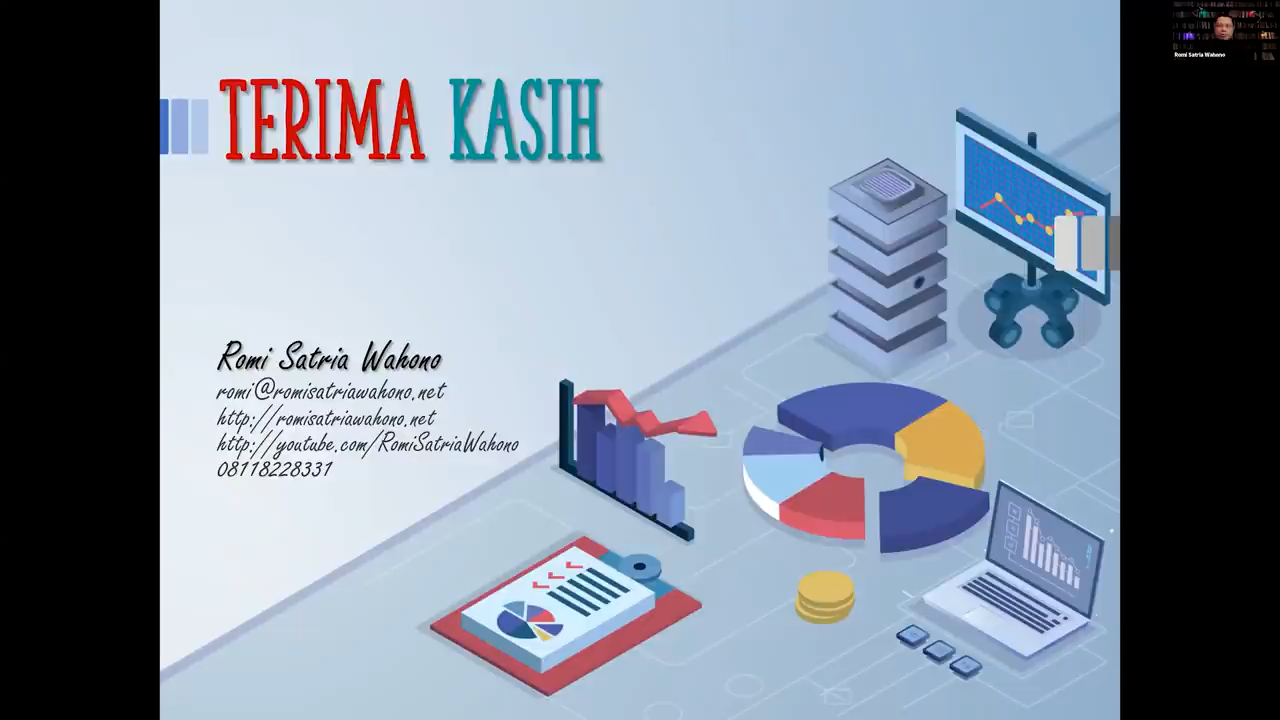 TERIMA KASIH
Romi Satria Wahono
romi@romisatriawahono.net
http://romisatriawahono.net
http://youtube.com/RomiSatriaWahono
08118228331
Romi Satria Wahono